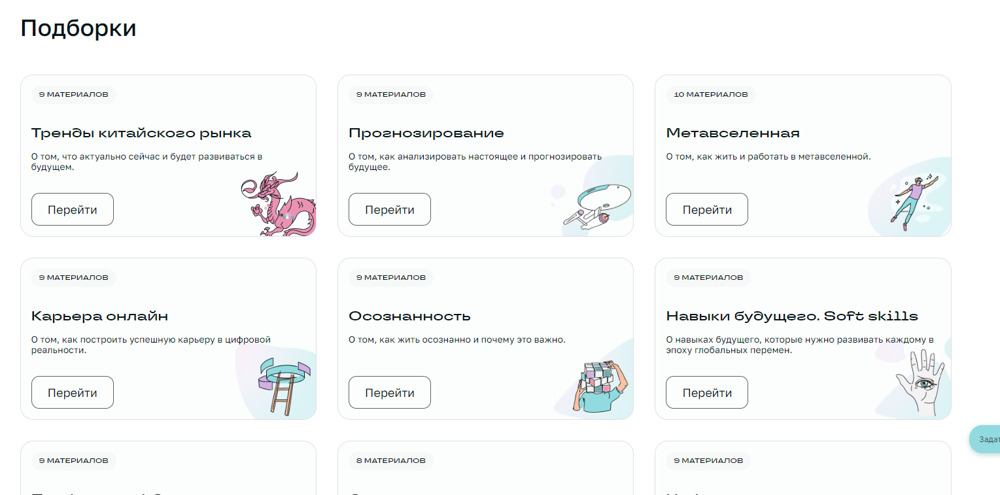 Подборки
9 МАТЕРИАЛОВ
Тренды китайского рынка
О том, что актуально сейчас и будет развиваться в
будущем.
Перейти
9 МАТЕРИАЛОВ
Прогнозирование
О том, как анализировать настоящее и прогнозировать
будущее.
Перейти
10 МАТЕРИАЛОВ
Метавселенная
О том, как жить и работать в метавселенной.
Перейти
9 МАТЕРИАЛОВ
Карьера онлайн
О том, как построить успешную карьеру в цифровой
реальности.
Перейти
9 МАТЕРИАЛОВ
Осознанность
О том, как жить осознанно и почему это важно.
Перейти
9 МАТЕРИАЛОВ
Навыки будущего. Soft skills
О навыках будущего, которые нужно развивать каждому в
эпоху глобальных перемен.
Перейти
Задат
9 МАТЕРИАЛОВ
8 МАТЕРИАЛОВ
9 МАТЕРИАЛОВ